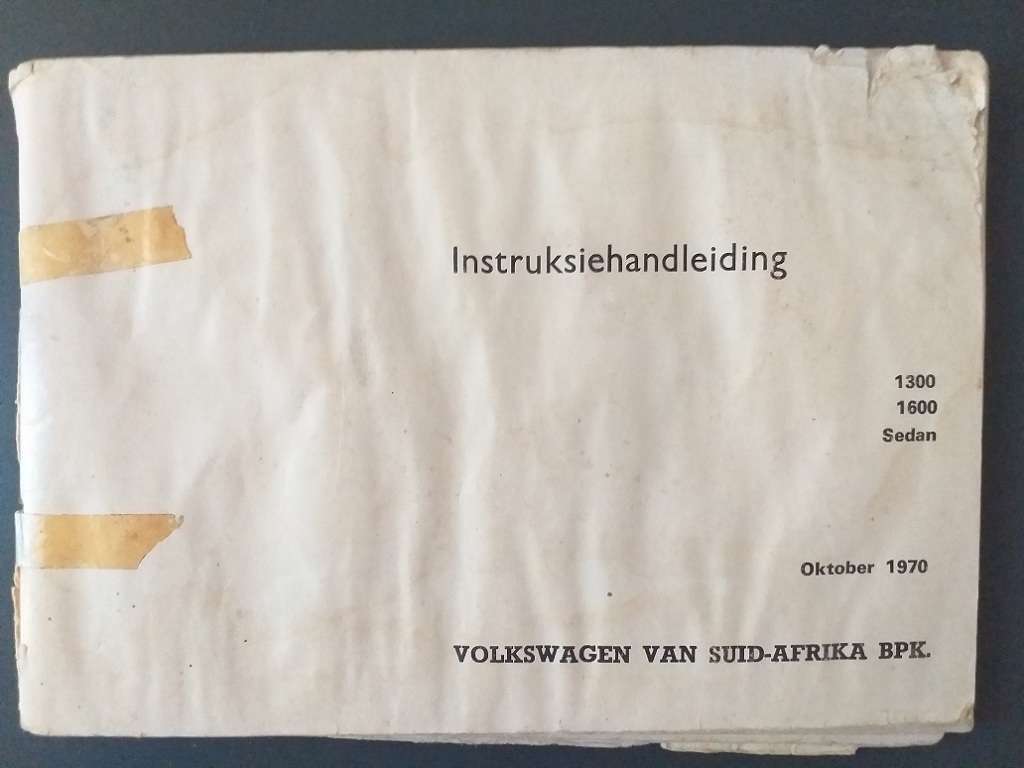 Instruksiehandleiding
1300
1600
Sedan
Oktober 1970
VOLKSWAGEN VAN SUID-AFRIKA BPK.